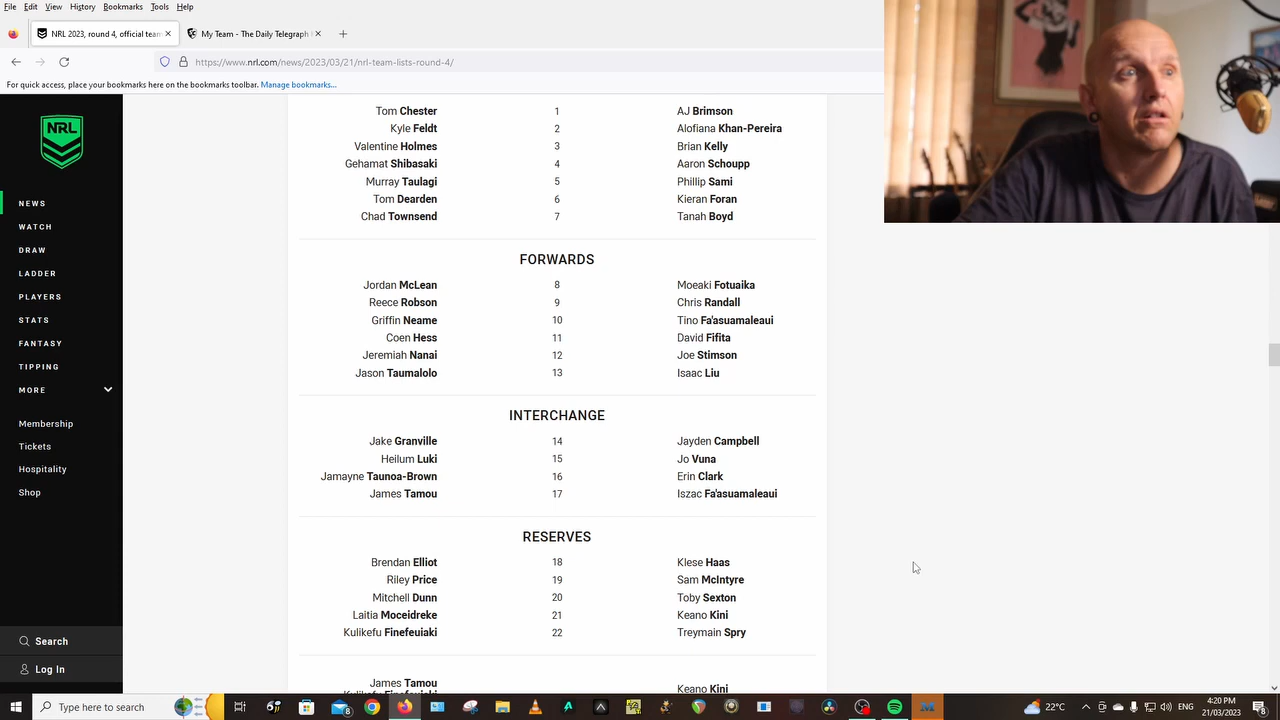 File Edit View History Bookmarks Tools Help
NRL 2023, round 4, official team
My Team - The Daily Telegraph
https://www.nrl.com/news/2023/03/21/nrl-team-lists-round-4/
For quick access, place your bookmarks here on the bookmarks toolbar. Manage bookmarks...
NRL
NEWS
WATCH
DRAW
LADDER
PLAYERS
STATS
FANTASY
TIPPING
MORE
Membership
Tickets
Hospitality
Shop
Search
Log In
Tom Chester 1 AJ Brimson
Kyle Feldt 2 Alofiana Khan-Pereira
Valentine Holmes 3 Brian Kelly
Gehamat Shibasaki 4 Aaron Schoupp
Murray Taulagi 5 Phillip Sami
Tom Dearden 6 Kieran Foran
Chad Townsend 7 Tanah Boyd
FORWARDS
Jordan McLean 8 Moeaki Fotuaika
Reece Robson 9 Chris Randall
Griffin Neame 10 Tino Fa'asuamaleaui
Coen Hess 11 David Fifita
Jeremiah Nanai 12 Joe Stimson
Jason Taumalolo 13 Isaac Liu
INTERCHANGE
Jake Granville 14 Jayden Campbell
Heilum Luki 15 Jo Vuna
Jamayne Taunoa-Brown 16 Erin Clark
James Tamou 17 Iszac Fa'asuamaleaui
RESERVES
Brendan Elliot 18 Klese Haas
Riley Price 19 Sam McIntyre
Mitchell Dunn 20 Toby Sexton
Laitia Moceidreke 21 Keano Kini
Kulikefu Finefeuiaki 22 Treymain Spry
James Tamou
Kulikefu Finefeuiaki Keano Kini
Type here to search
8
22°C
ENG
4:20 PM
21/03/2023
8